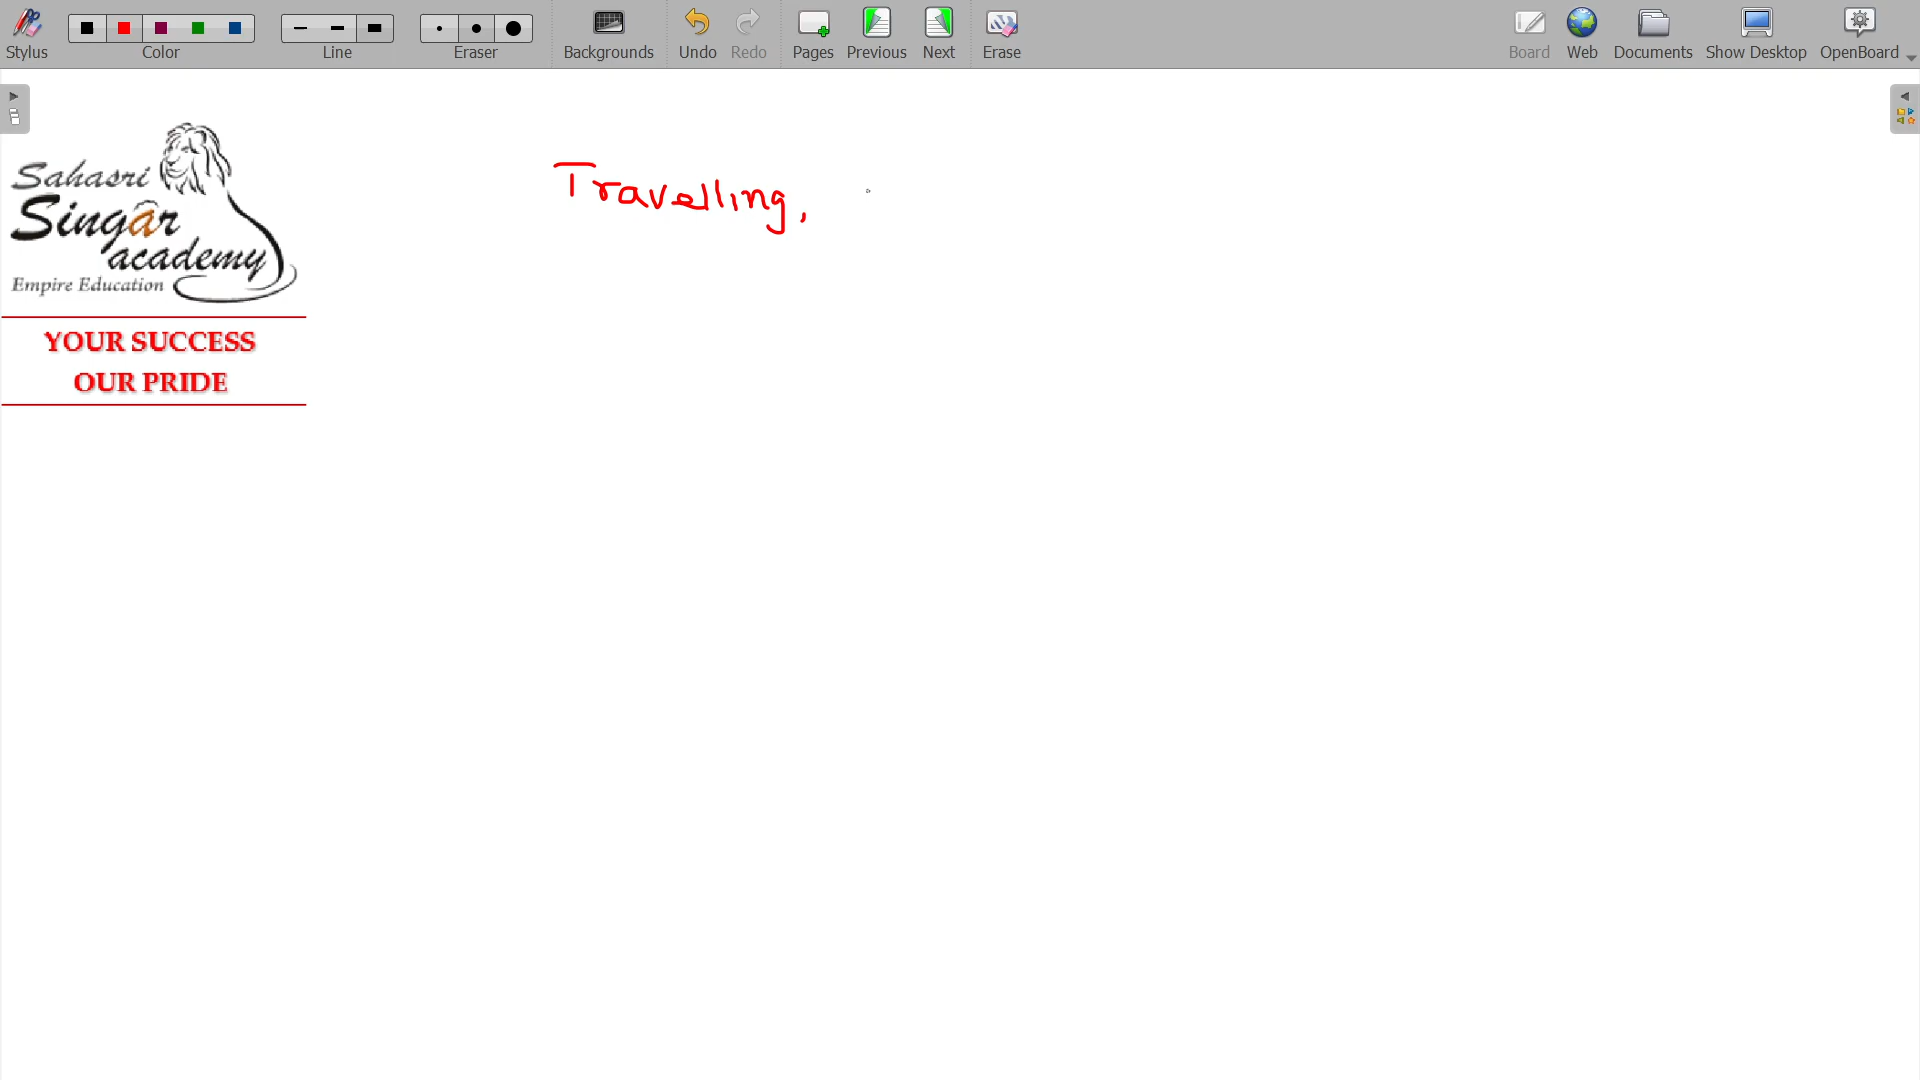 Stylus Color Line Eraser Backgrounds Undo Redo Pages Previous Next Erase Board Web Documents Show Desktop OpenBoard
Sahasri
Singar
academy
Empire Education
YOUR SUCCESS
OUR PRIDE
Travelling,